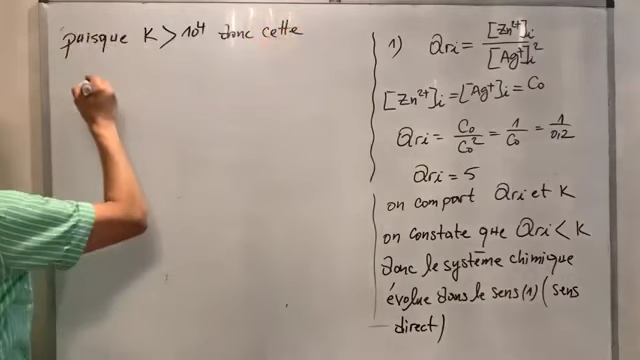 puisque K > 10⁴ donc cette
1) Qri = [Zn²⁺]i / [Ag⁺]i²
[Zn²⁺]i = [Ag⁺]i = C0
Qri = C0/C0² = 1/C0 = 1/0,2
Qri = 5
on compart Qri et K
on constate que Qri < K
donc le système chimique
évolue dans le sens (1) (sens
direct)